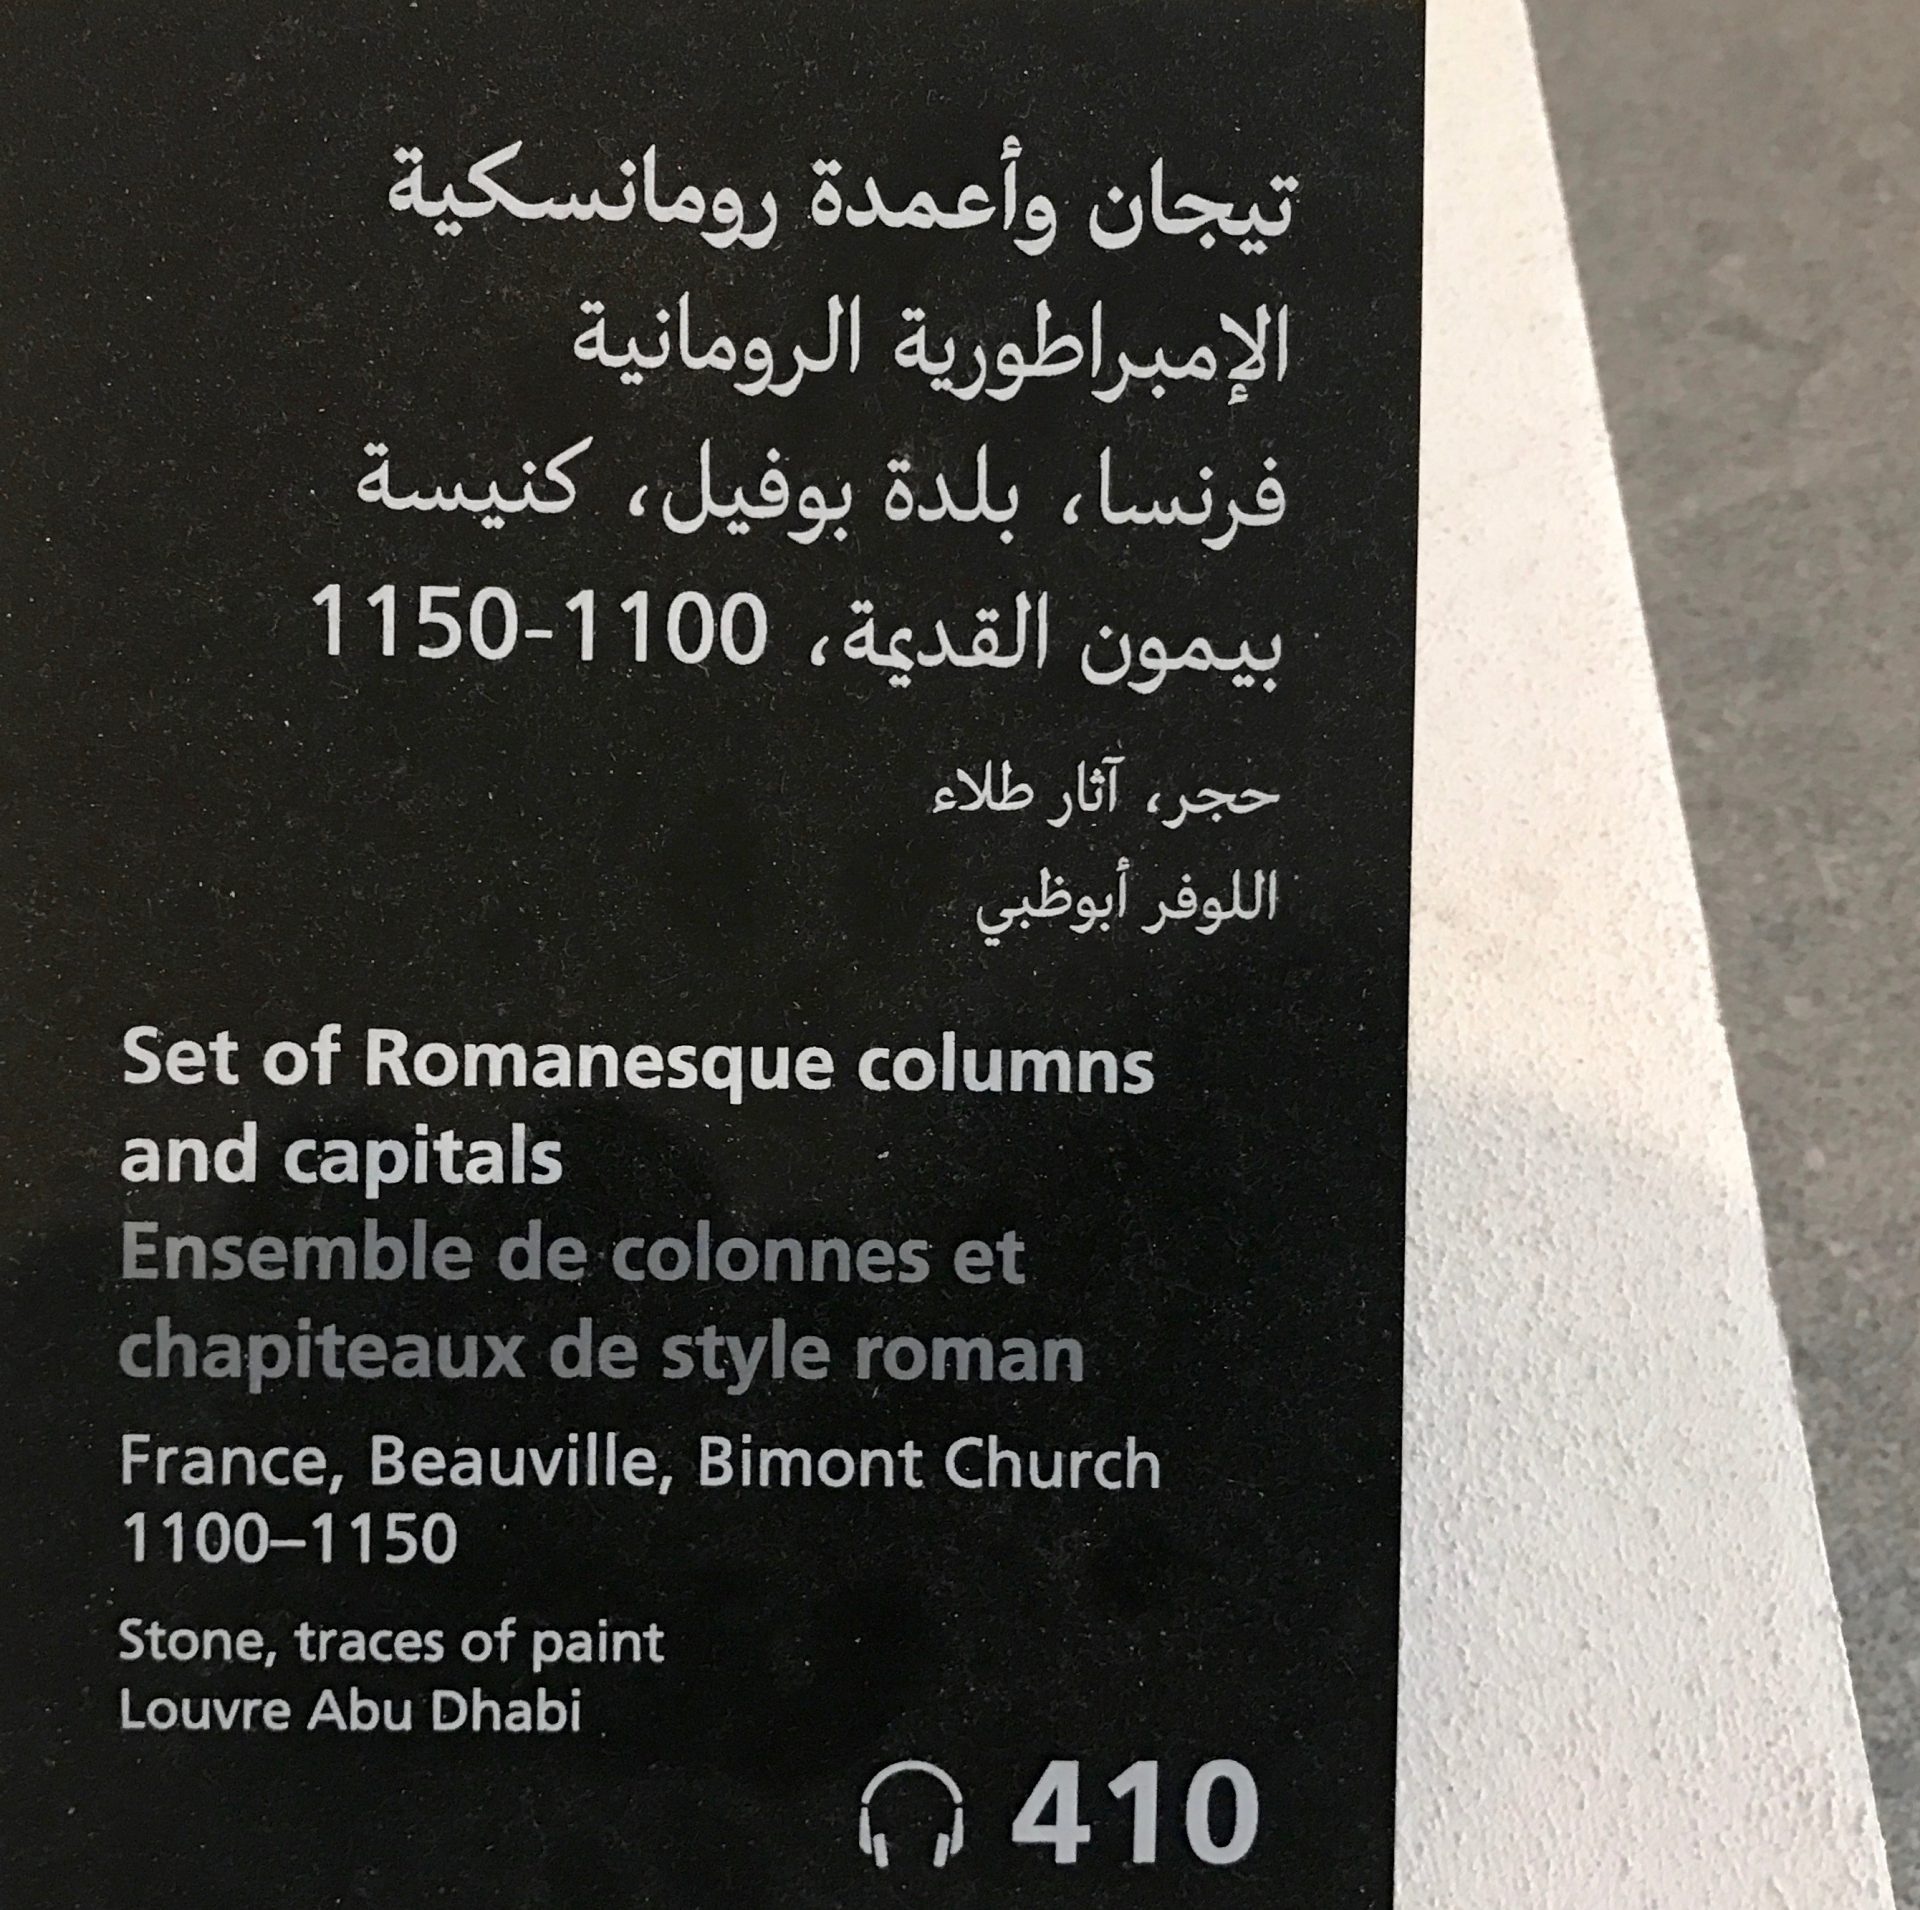 تيجان وأعمدة رومانسكية
الإمبراطورية الرومانية
فرنسا، بلدة بوفيل، كنيسة
بيمون القديمة، 1100-1150
حجر، آثار طلاء
اللوفر أبوظبي
Set of Romanesque columns
and capitals
Ensemble de colonnes et
chapiteaux de style roman
France, Beauville, Bimont Church
1100–1150
Stone, traces of paint
Louvre Abu Dhabi
410